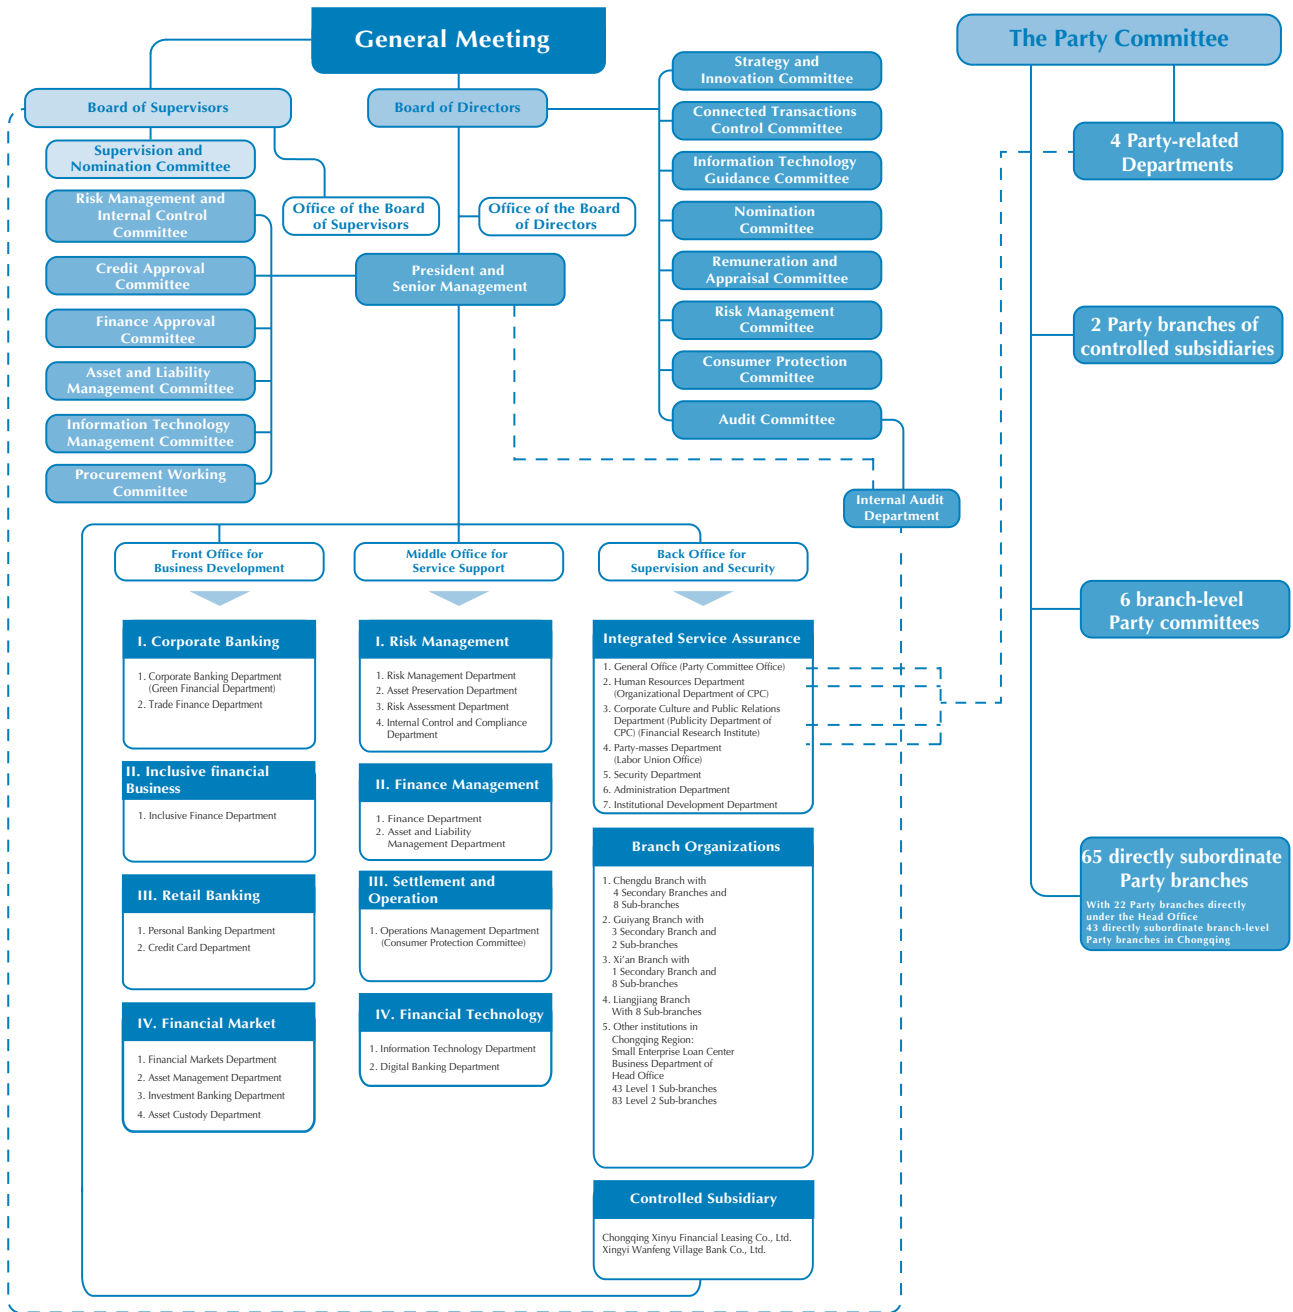 General Meeting
Board of Supervisors
Supervision and
Nomination Committee
Risk Management and
Internal Control
Committee
Credit Approval
Committee
Finance Approval
Committee
Asset and Liability
Management Committee
Information Technology
Management Committee
Procurement Working
Committee
Office of the Board
of Supervisors
Board of Directors
Office of the Board
of Directors
President and
Senior Management
Strategy and
Innovation Committee
Connected Transactions
Control Committee
Information Technology
Guidance Committee
Nomination
Committee
Remuneration and
Appraisal Committee
Risk Management
Committee
Consumer Protection
Committee
Audit Committee
Internal Audit
Department
Front Office for
Business Development
I. Corporate Banking
1. Corporate Banking Department
(Green Financial Department)
2. Trade Finance Department
II. Inclusive financial
Business
1. Inclusive Finance Department
III. Retail Banking
1. Personal Banking Department
2. Credit Card Department
IV. Financial Market
1. Financial Markets Department
2. Asset Management Department
3. Investment Banking Department
4. Asset Custody Department
Middle Office for
Service Support
I. Risk Management
1. Risk Management Department
2. Asset Preservation Department
3. Risk Assessment Department
4. Internal Control and Compliance
Department
II. Finance Management
1. Finance Department
2. Asset and Liability
Management Department
III. Settlement and
Operation
1. Operations Management Department
(Consumer Protection Committee)
IV. Financial Technology
1. Information Technology Department
2. Digital Banking Department
Back Office for
Supervision and Security
Integrated Service Assurance
1. General Office (Party Committee Office)
2. Human Resources Department
(Organizational Department of CPC)
3. Corporate Culture and Public Relations
Department (Publicity Department of
CPC) (Financial Research Institute)
4. Party-masses Department
(Labor Union Office)
5. Security Department
6. Administration Department
7. Institutional Development Department
Branch Organizations
1. Chengdu Branch with
4 Secondary Branches and
8 Sub-branches
2. Guiyang Branch with
3 Secondary Branch and
2 Sub-branches
3. Xi'an Branch with
1 Secondary Branch and
8 Sub-branches
4. Liangjiang Branch
With 8 Sub-branches
5. Other institutions in
Chongqing Region:
Small Enterprise Loan Center
Business Department of
Head Office
43 Level 1 Sub-branches
83 Level 2 Sub-branches
Controlled Subsidiary
Chongqing Xinyu Financial Leasing Co., Ltd.
Xingyi Wanfeng Village Bank Co., Ltd.
The Party Committee
4 Party-related
Departments
2 Party branches of
controlled subsidiaries
6 branch-level
Party committees
65 directly subordinate
Party branches
With 22 Party branches directly
under the Head Office
43 directly subordinate branch-level
Party branches in Chongqing